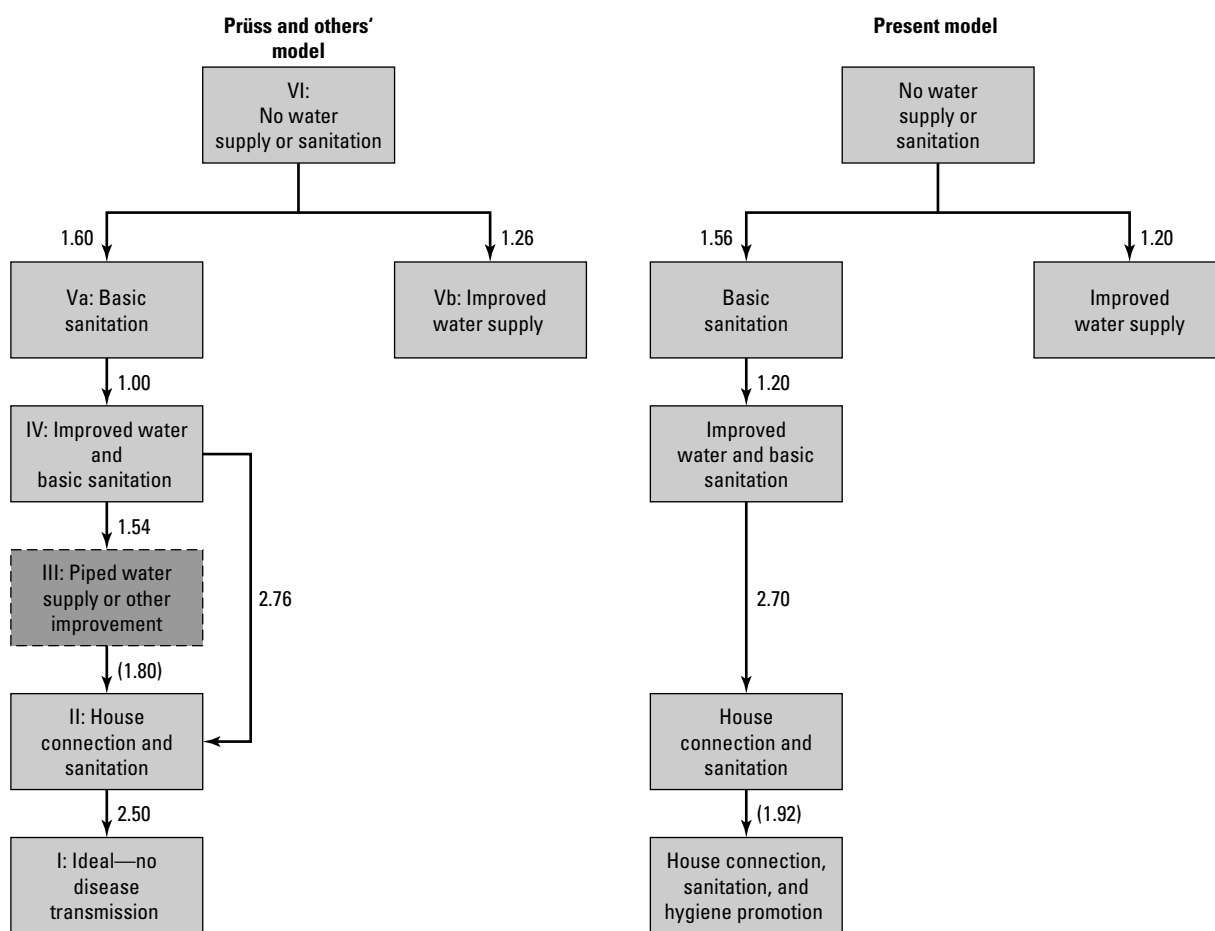 Prüss and others‘
model
VI:
No water
supply or sanitation
1.60
1.26
Va: Basic
sanitation
Vb: Improved
water supply
1.00
IV: Improved water
and
basic sanitation
1.54
III: Piped water
supply or other
improvement
2.76
(1.80)
II: House
connection and
sanitation
2.50
I: Ideal—no
disease
transmission
Present model
No water
supply or
sanitation
1.56
1.20
Basic
sanitation
Improved
water supply
1.20
Improved
water and basic
sanitation
2.70
House
connection and
sanitation
(1.92)
House connection,
sanitation, and
hygiene promotion